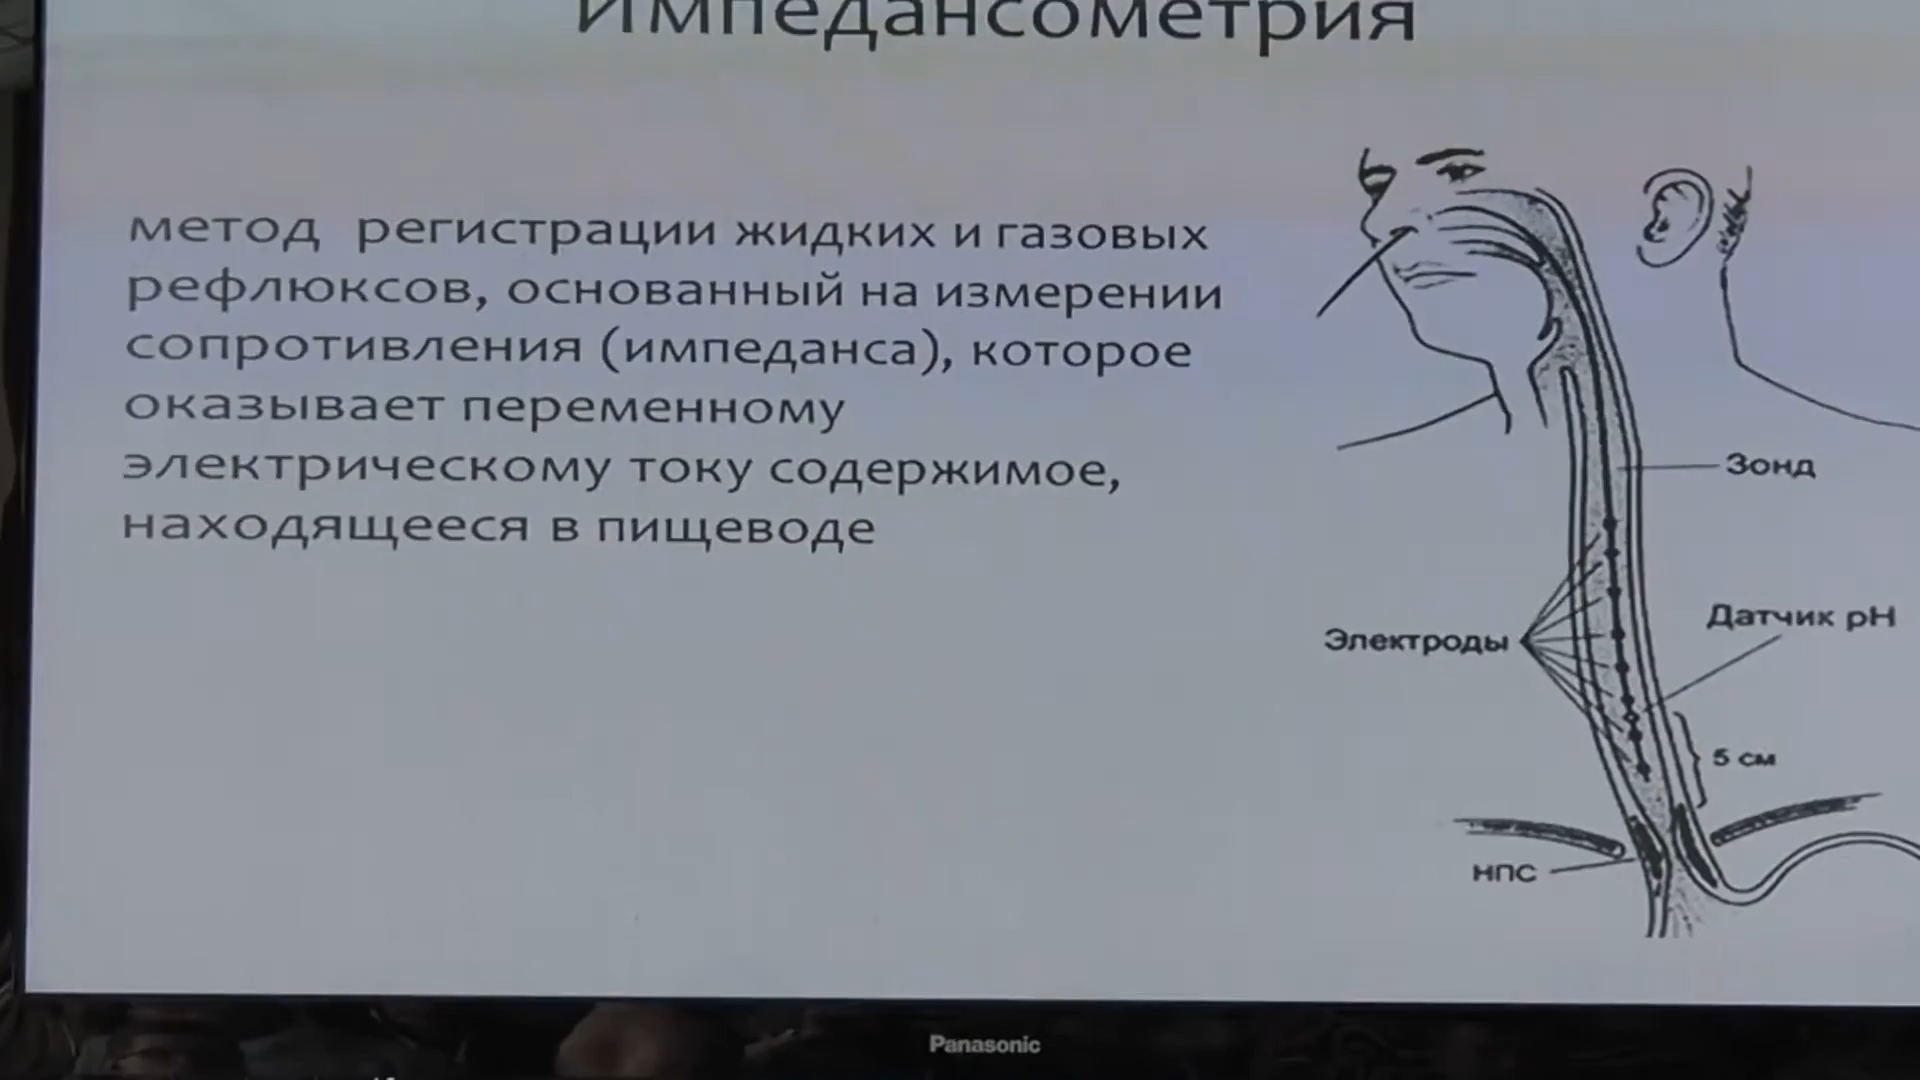 Импедансометрия
метод регистрации жидких и газовых
рефлюксов, основанный на измерении
сопротивления (импеданса), которое
оказывает переменному
электрическому току содержимое,
находящееся в пищеводе
Зонд
Датчик pH
Электроды
5 см
НПС
Panasonic